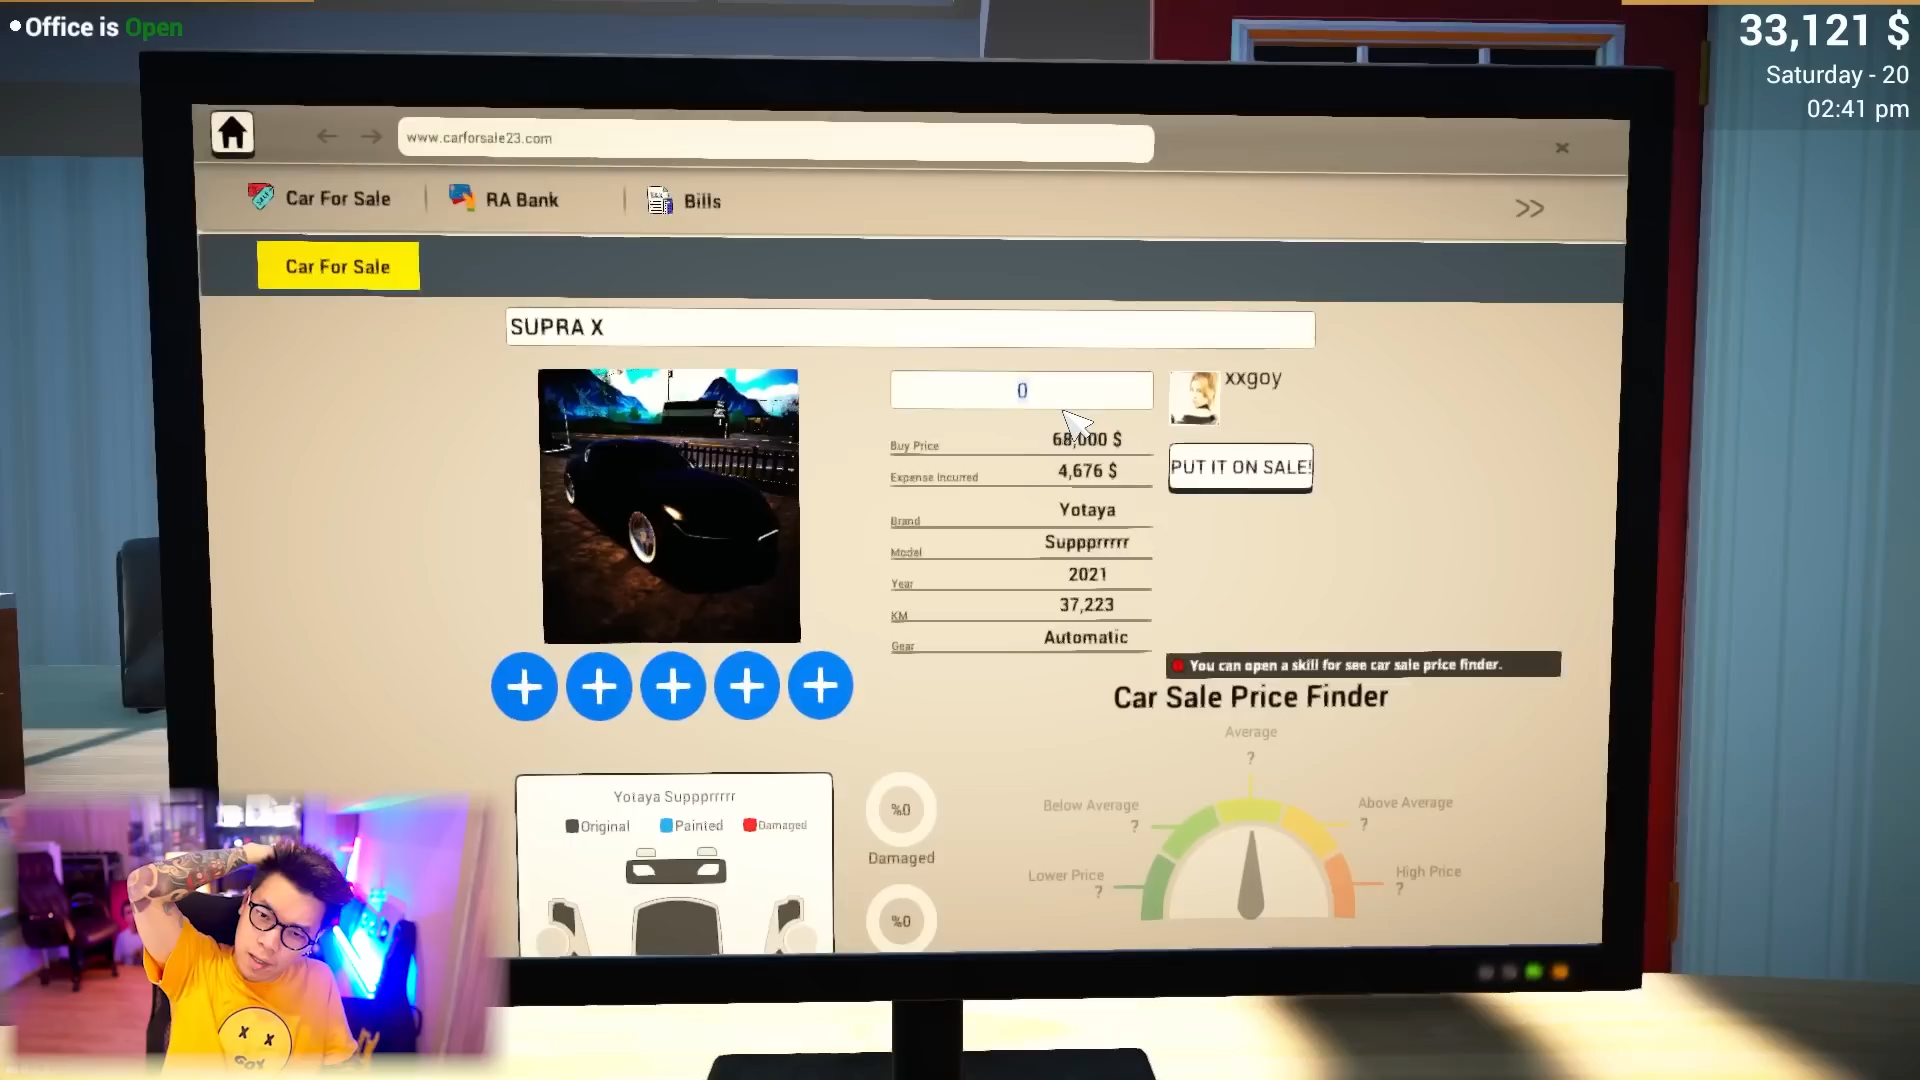 Office is Open
33,121 $
Saturday - 20
02:41 pm
www.carforsale23.com
Car For Sale
RA Bank
Bills
>>
Car For Sale
SUPRA X
0
xxgoy
Buy Price 68,000 $
Expense Incurred 4,676 $
Brand Yotaya
Model Suppprrrrr
Year 2021
KM 37,223
Gear Automatic
PUT IT ON SALE!
You can open a skill for see car sale price finder.
Car Sale Price Finder
Average
?
Below Average
?
Above Average
?
Lower Price
?
High Price
?
Yotaya Suppprrrrr
Original Painted Damaged
%0
Damaged
%0
X X
GOX